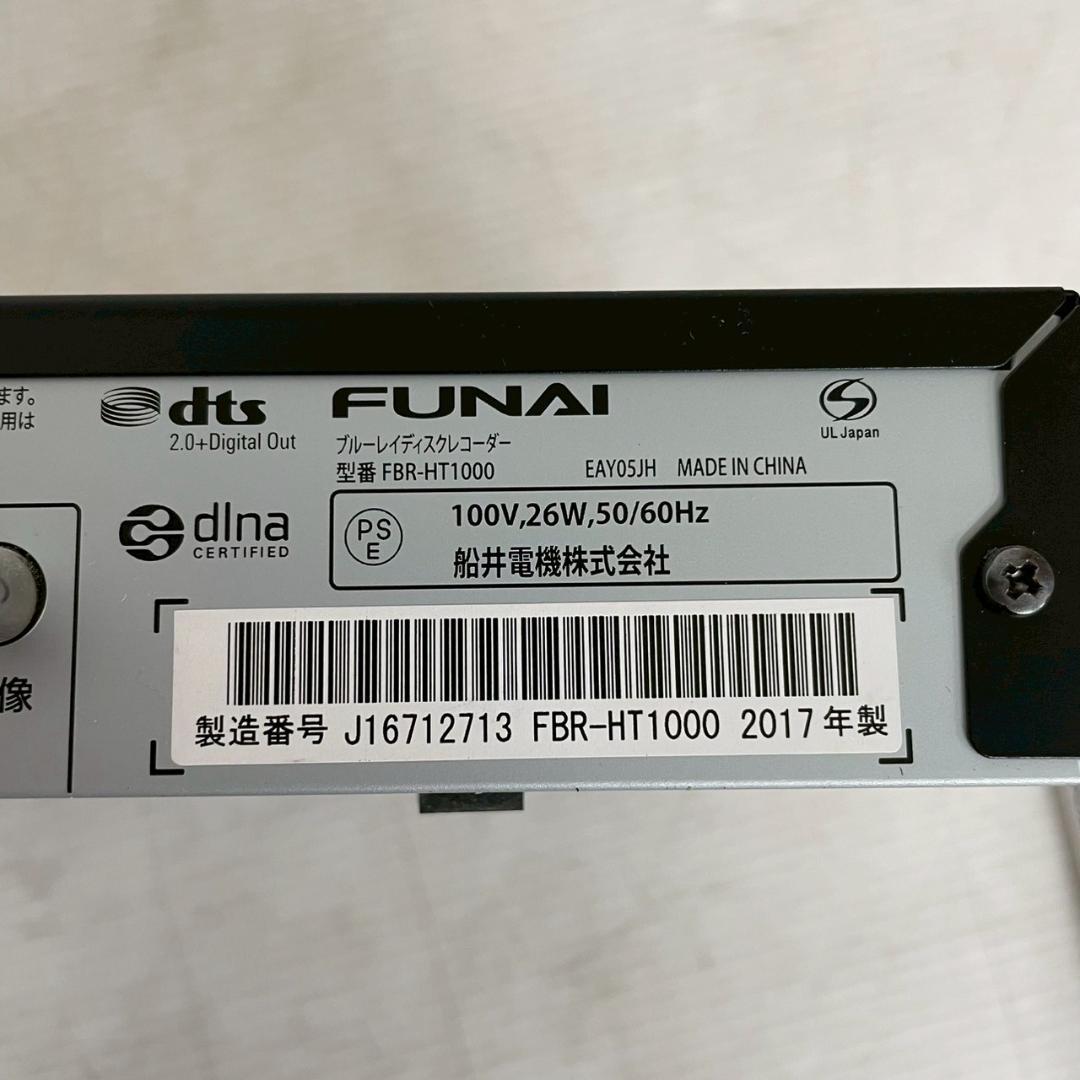 ます。
用は
dts
2.0+Digital Out
FUNAI
ブルーレイディスクレコーダー
型番 FBR-HT1000 EAY05JH MADE IN CHINA
S
UL Japan
dlna
CERTIFIED
PS
E
100V,26W,50/60Hz
船井電機株式会社
像
製造番号 J16712713 FBR-HT1000 2017年製